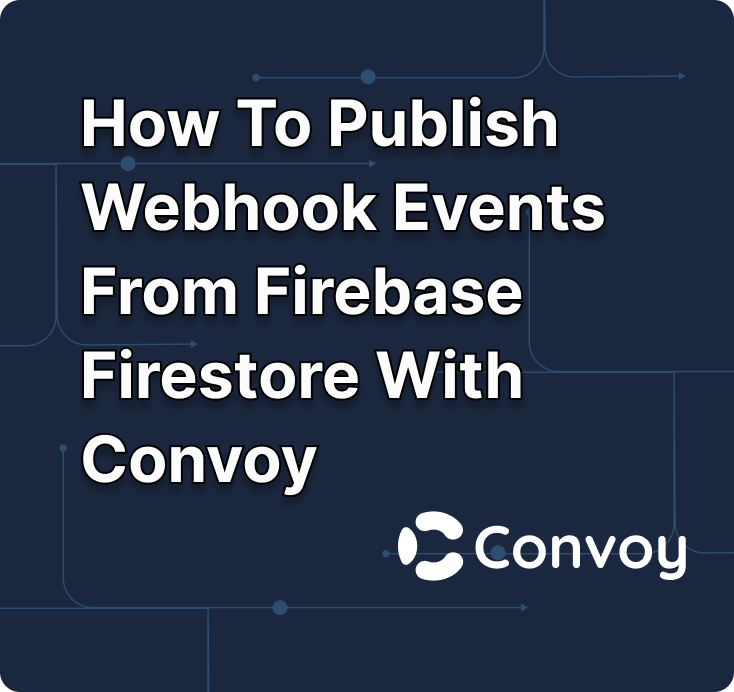 How To Publish
Webhook Events
From Firebase
Firestore With
Convoy
Convoy